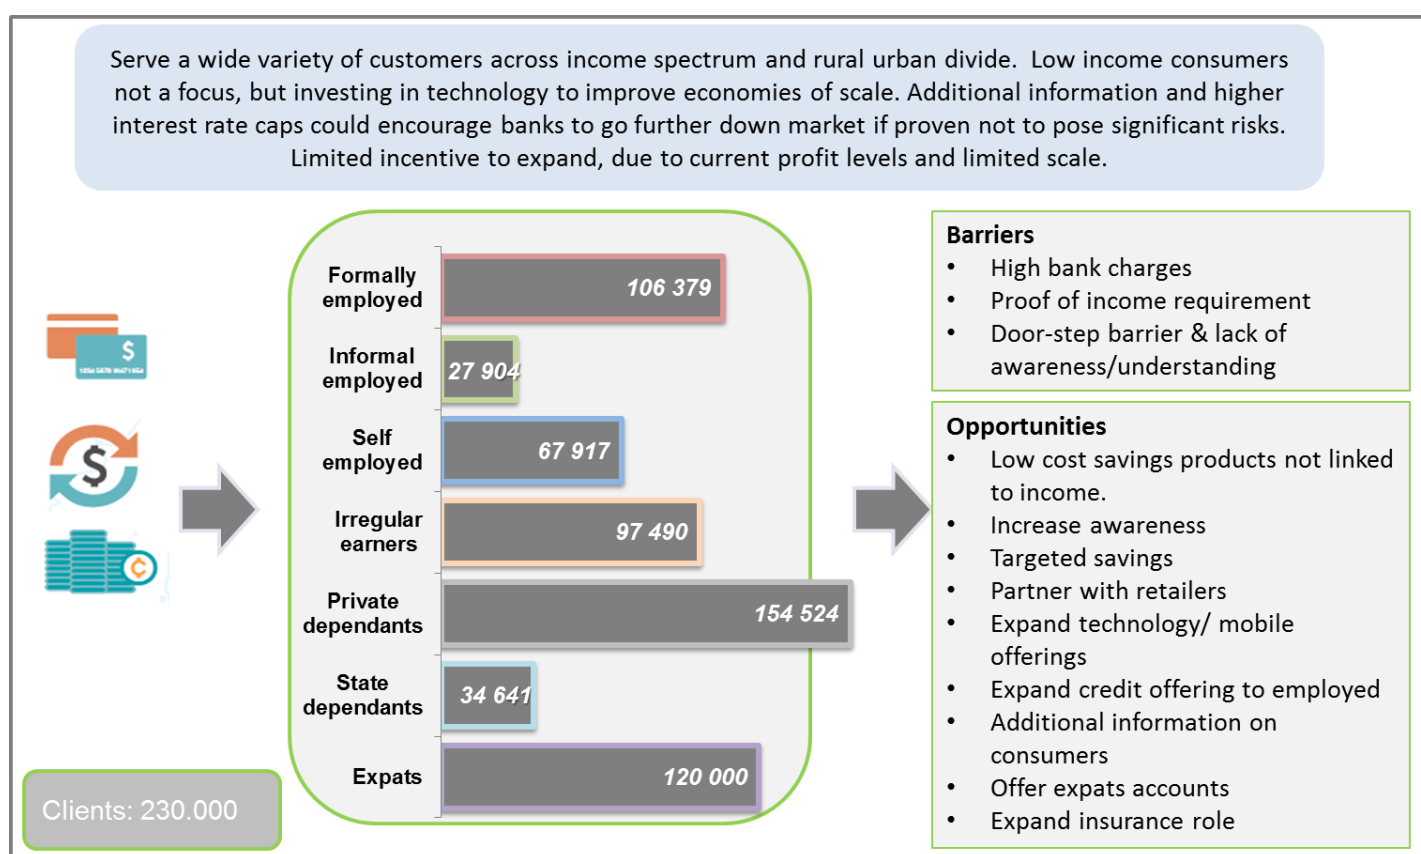 Serve a wide variety of customers across income spectrum and rural urban divide.  Low income consumers
not a focus, but investing in technology to improve economies of scale. Additional information and higher
interest rate caps could encourage banks to go further down market if proven not to pose significant risks.
Limited incentive to expand, due to current profit levels and limited scale.
$
$
¢
Clients: 230.000
Formally
employed
106 379
Informal
employed
27 904
Self
employed
67 917
Irregular
earners
97 490
Private
dependants
154 524
State
dependants
34 641
Expats
120 000
Barriers
• High bank charges
• Proof of income requirement
• Door-step barrier & lack of
awareness/understanding
Opportunities
• Low cost savings products not linked
to income.
• Increase awareness
• Targeted savings
• Partner with retailers
• Expand technology/ mobile
offerings
• Expand credit offering to employed
• Additional information on
consumers
• Offer expats accounts
• Expand insurance role